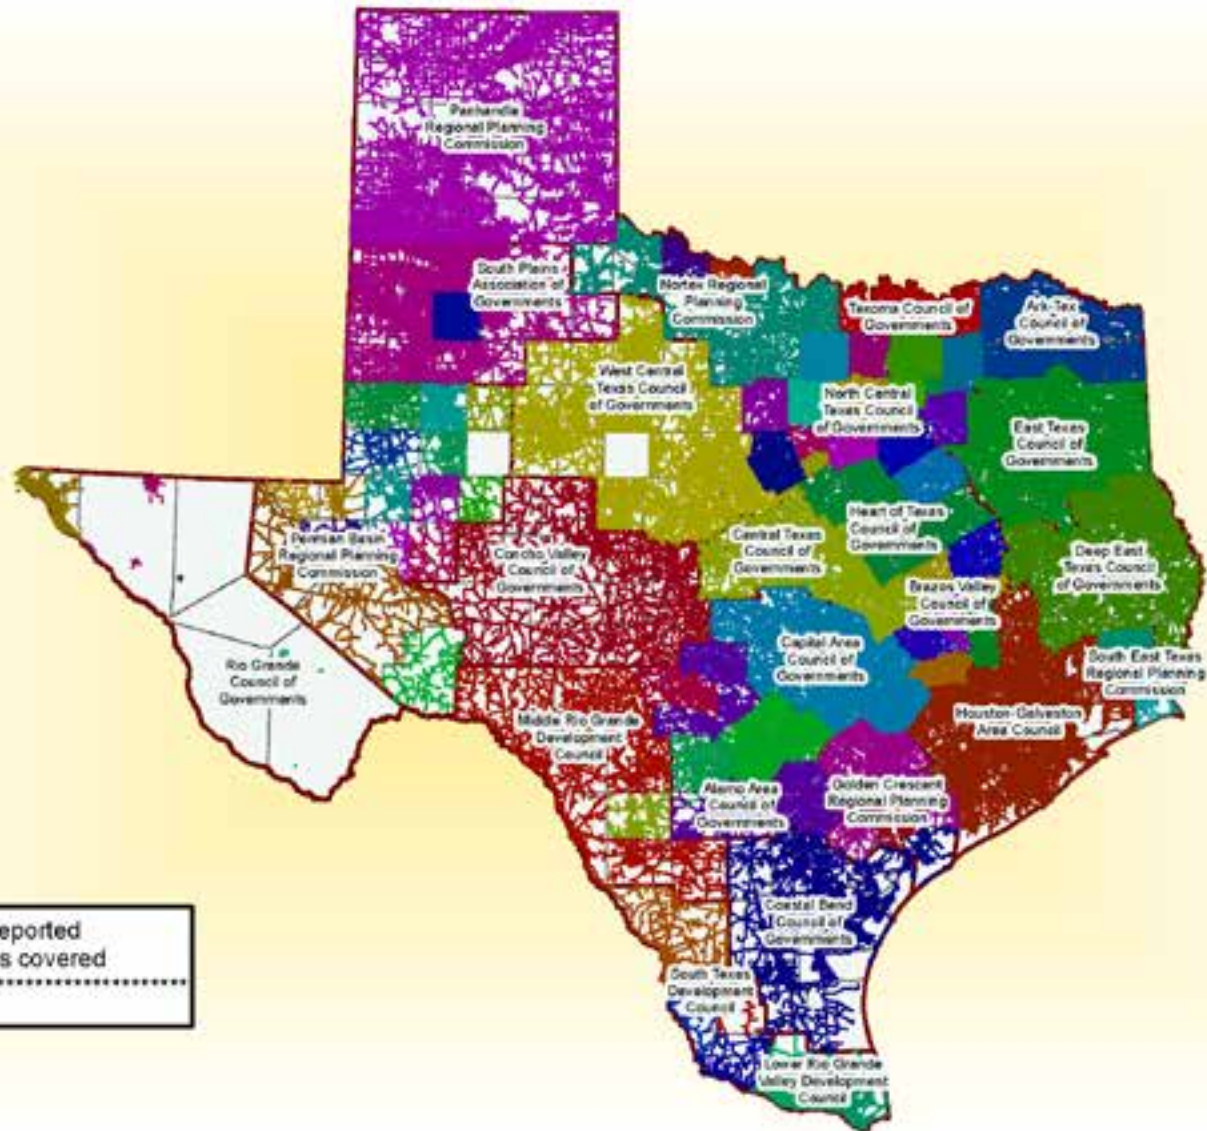 Panhandle
Regional Planning
Commission
South Plains
Association of
Governments
Nortex Regional
Planning
Commission
Texoma Council of
Governments
Ark-Tex
Council of
Governments
West Central
Texas Council
of Governments
North Central
Texas Council
of Governments
East Texas
Council of
Governments
Permian Basin
Regional Planning
Commission
Concho Valley
Council of
Governments
Central Texas
Council of
Governments
Heart of Texas
Council of
Governments
Brazos Valley
Council of
Governments
Deep East
Texas Council
of Governments
Rio Grande
Council of
Governments
Capital Area
Council of
Governments
South East Texas
Regional Planning
Commission
Middle Rio Grande
Development
Council
Houston-Galveston
Area Council
Alamo Area
Council of
Governments
Golden Crescent
Regional Planning
Commission
Coastal Bend
Council of
Governments
South Texas
Development
Council
Lower Rio Grande
Valley Development
Council
eported
s covered